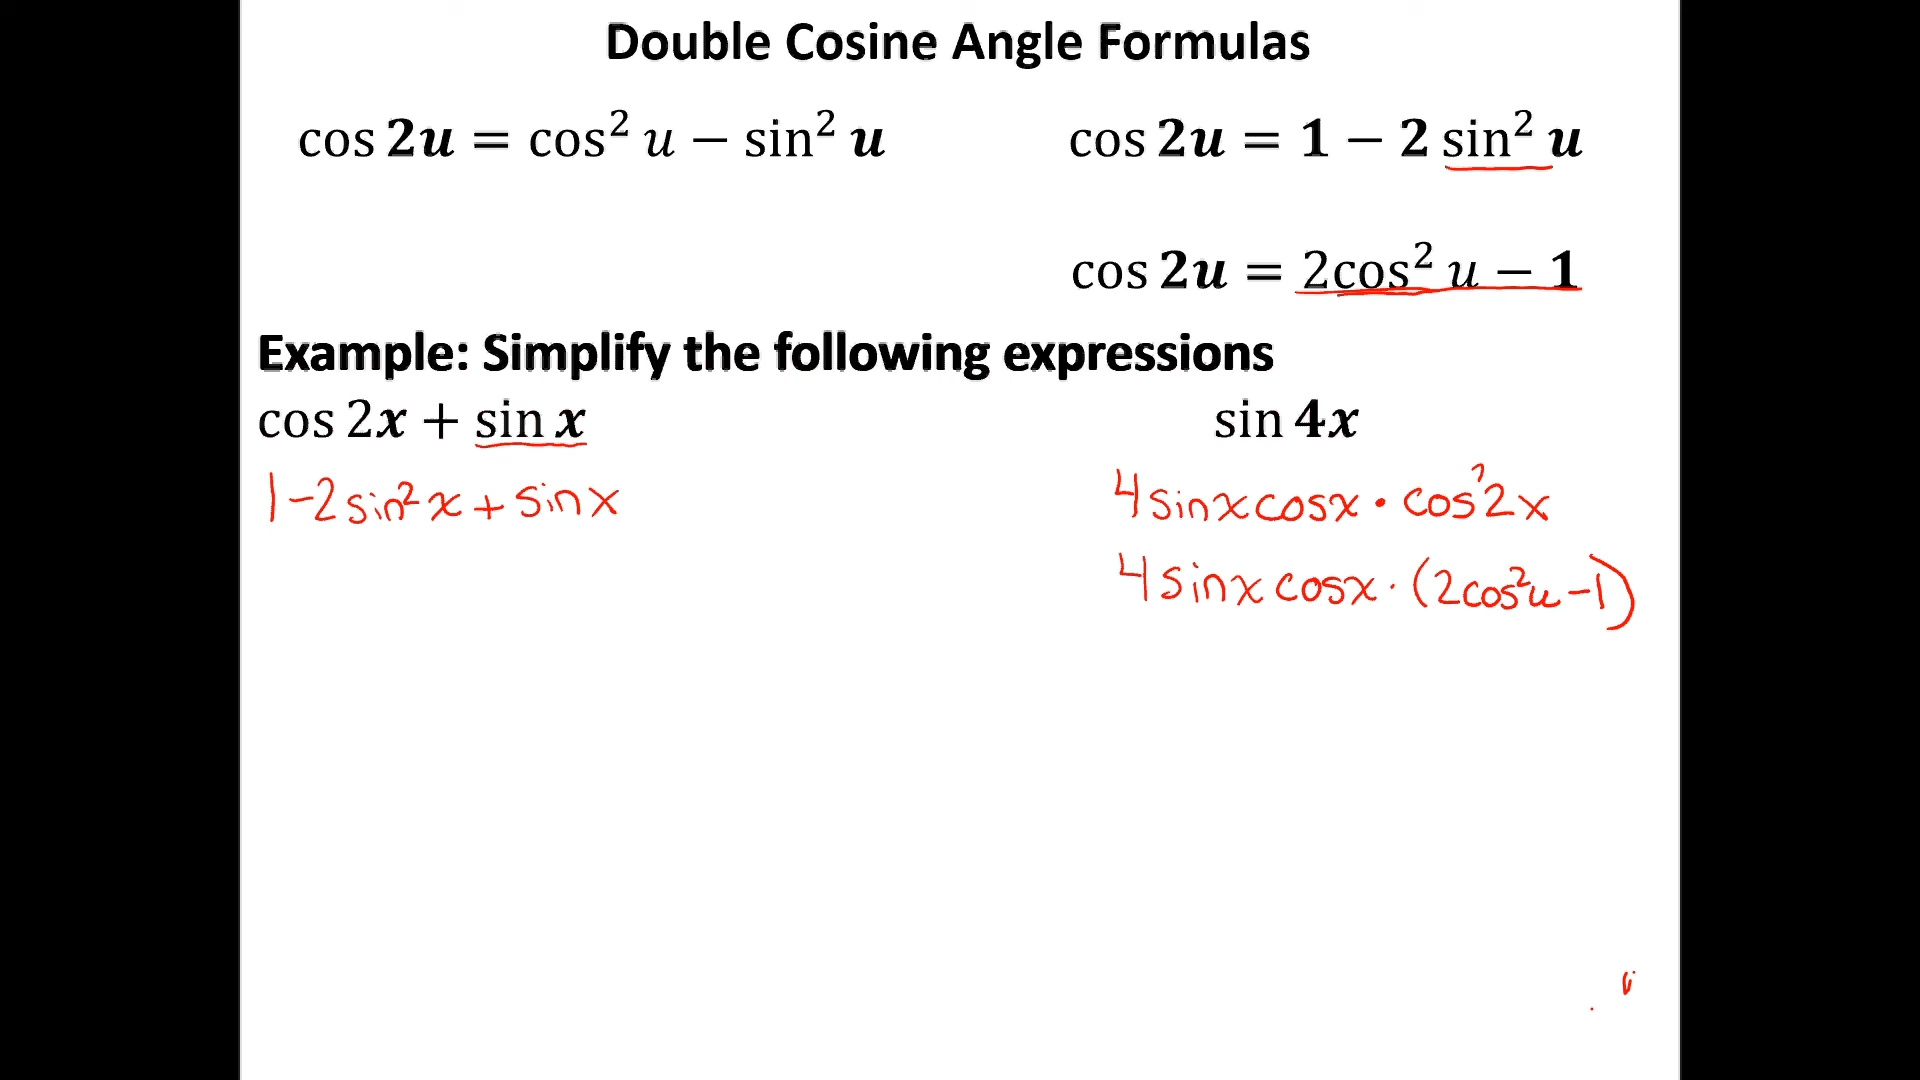 Double Cosine Angle Formulas
cos 2u = cos² u − sin² u
cos 2u = 1 − 2 sin² u
cos 2u = 2cos² u − 1
Example: Simplify the following expressions
cos 2x + sin x
sin 4x
1-2sin²x+sinx
4sinxcosx · cos²2x
4sinxcosx · (2cos²u-1)